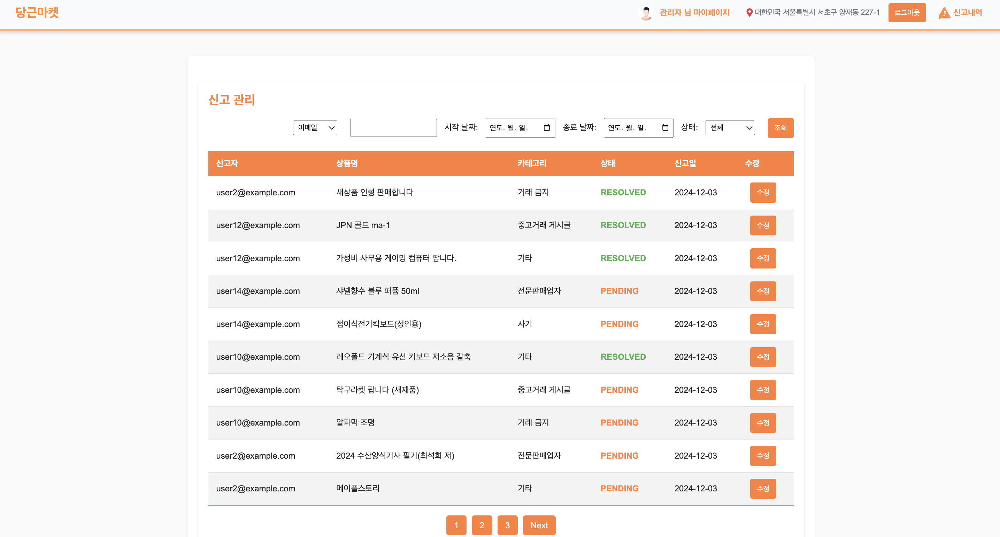 당근마켓
관리자 님 마이페이지 대한민국 서울특별시 서초구 양재동 227-1 로그아웃 신고내역
신고 관리
이메일 시작 날짜: 연도. 월. 일. 종료 날짜: 연도. 월. 일. 상태: 전체 조회
신고자 상품명 카테고리 상태 신고일 수정
user2@example.com 새상품 인형 판매합니다 거래 금지 RESOLVED 2024-12-03 수정
user12@example.com JPN 골드 ma-1 중고거래 게시글 RESOLVED 2024-12-03 수정
user12@example.com 가성비 사무용 게이밍 컴퓨터 팝니다. 기타 RESOLVED 2024-12-03 수정
user14@example.com 샤넬향수 블루 퍼퓸 50ml 전문판매업자 PENDING 2024-12-03 수정
user14@example.com 접이식전기킥보드(성인용) 사기 PENDING 2024-12-03 수정
user10@example.com 레오폴드 기계식 유선 키보드 저소음 갈축 기타 RESOLVED 2024-12-03 수정
user10@example.com 탁구라켓 팝니다 (새제품) 중고거래 게시글 PENDING 2024-12-03 수정
user10@example.com 알파믹 조명 거래 금지 PENDING 2024-12-03 수정
user2@example.com 2024 수산양식기사 필기(최석희 저) 전문판매업자 PENDING 2024-12-03 수정
user2@example.com 메이플스토리 기타 PENDING 2024-12-03 수정
1 2 3 Next